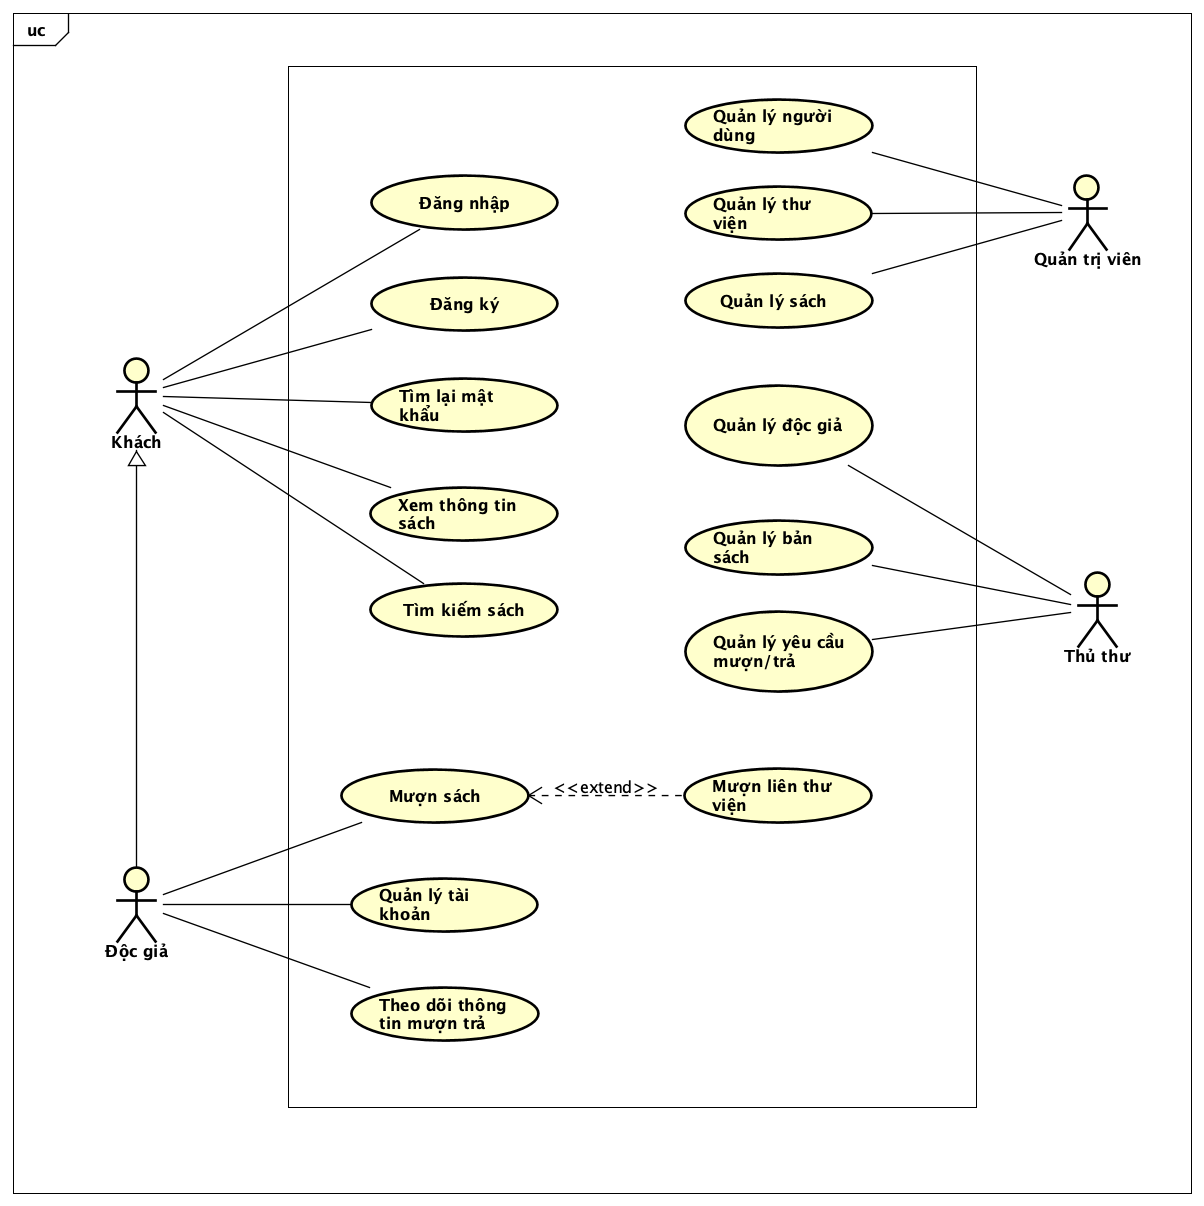 uc
Quản lý người
dùng
Đăng nhập
Quản lý thư
viện
Quản trị viên
Đăng ký
Quản lý sách
Khách
Tìm lại mật
khẩu
Quản lý độc giả
Xem thông tin
sách
Quản lý bản
sách
Tìm kiếm sách
Quản lý yêu cầu
mượn/trả
Thủ thư
Mượn sách
<<extend>>
Mượn liên thư
viện
Quản lý tài
khoản
Độc giả
Theo dõi thông
tin mượn trả